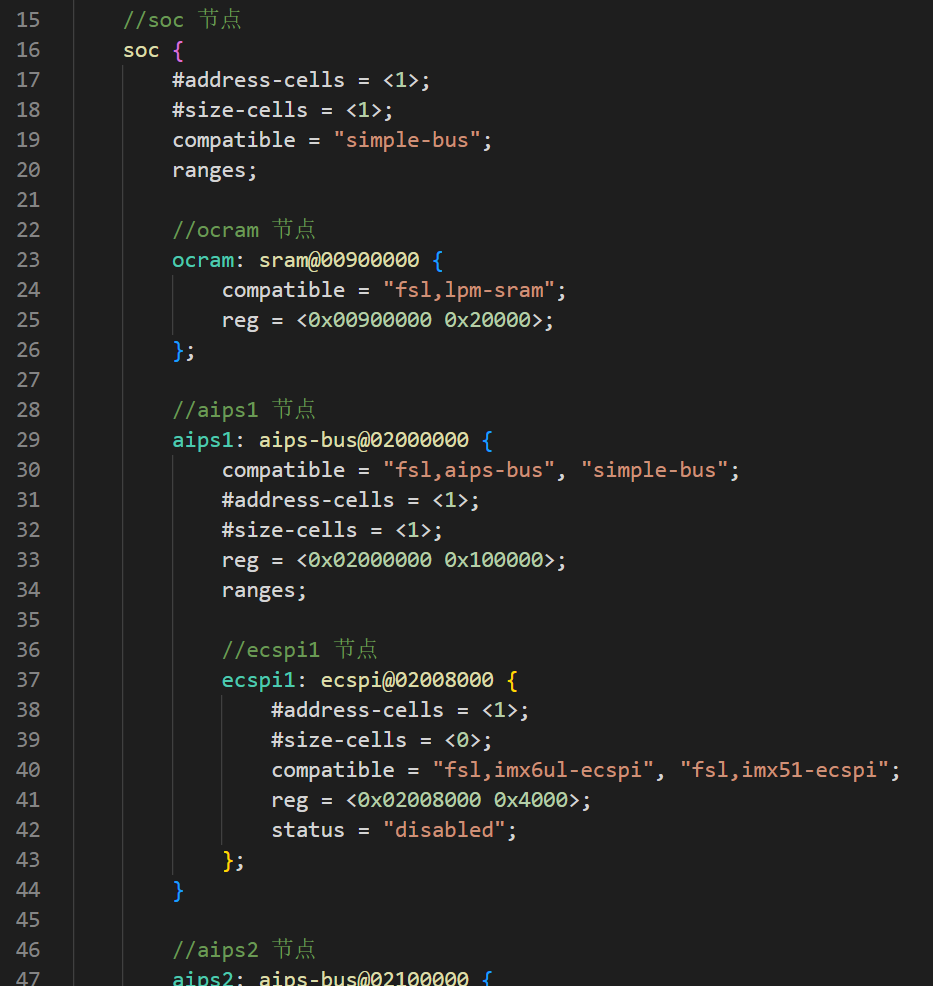 15 //soc 节点
16 soc {
17 #address-cells = <1>;
18 #size-cells = <1>;
19 compatible = "simple-bus";
20 ranges;
21
22 //ocram 节点
23 ocram: sram@00900000 {
24 compatible = "fsl,lpm-sram";
25 reg = <0x00900000 0x20000>;
26 };
27
28 //aips1 节点
29 aips1: aips-bus@02000000 {
30 compatible = "fsl,aips-bus", "simple-bus";
31 #address-cells = <1>;
32 #size-cells = <1>;
33 reg = <0x02000000 0x100000>;
34 ranges;
35
36 //ecspi1 节点
37 ecspi1: ecspi@02008000 {
38 #address-cells = <1>;
39 #size-cells = <0>;
40 compatible = "fsl,imx6ul-ecspi", "fsl,imx51-ecspi";
41 reg = <0x02008000 0x4000>;
42 status = "disabled";
43 };
44 }
45
46 //aips2 节点
47 aips2: aips-bus@02100000 {